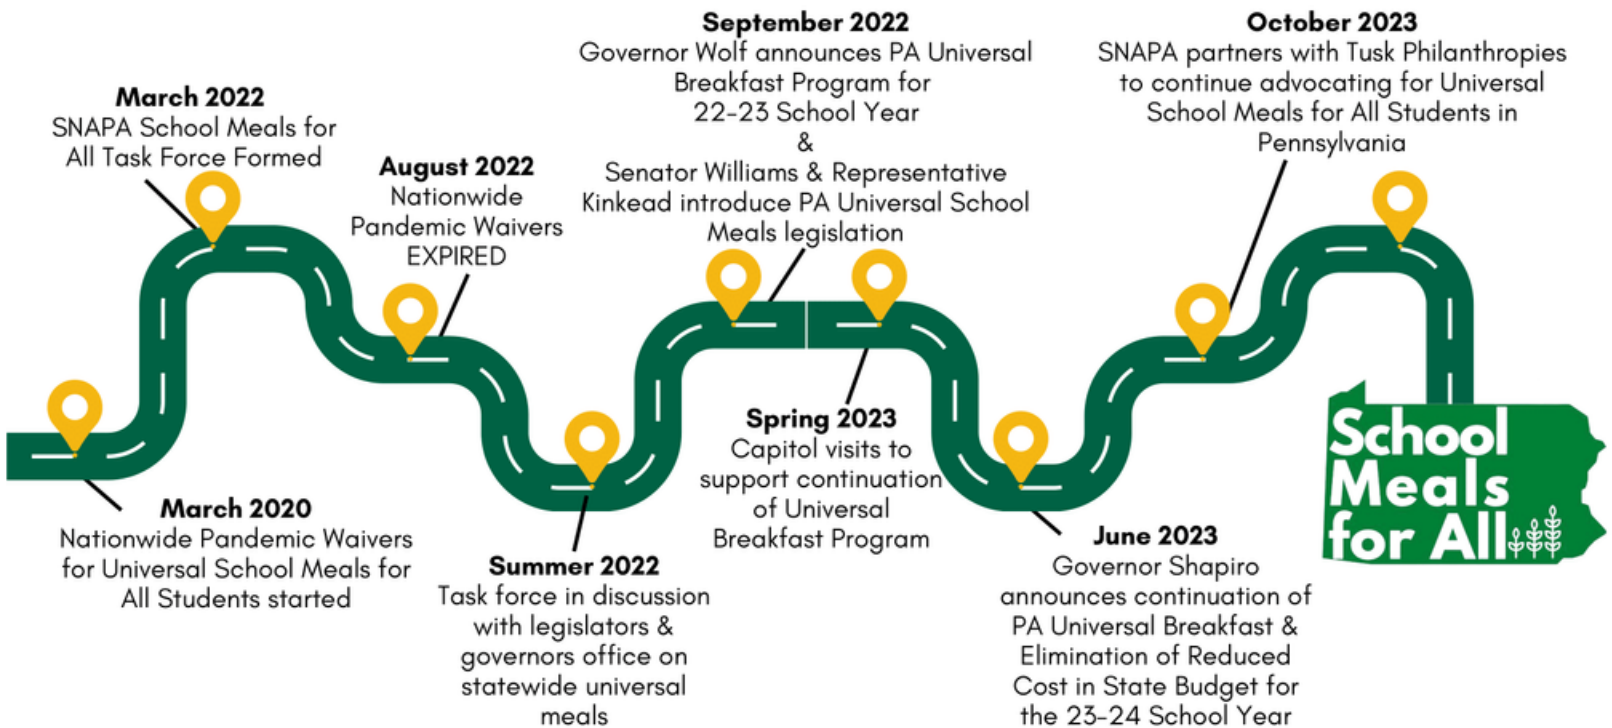 March 2020
Nationwide Pandemic Waivers
for Universal School Meals for
All Students started
March 2022
SNAPA School Meals for
All Task Force Formed
August 2022
Nationwide
Pandemic Waivers
EXPIRED
Summer 2022
Task force in discussion
with legislators &
governors office on
statewide universal
meals
September 2022
Governor Wolf announces PA Universal
Breakfast Program for
22-23 School Year
&
Senator Williams & Representative
Kinkead introduce PA Universal School
Meals legislation
Spring 2023
Capitol visits to
support continuation
of Universal
Breakfast Program
June 2023
Governor Shapiro
announces continuation of
PA Universal Breakfast &
Elimination of Reduced
Cost in State Budget for
the 23-24 School Year
October 2023
SNAPA partners with Tusk Philanthropies
to continue advocating for Universal
School Meals for All Students in
Pennsylvania
School
Meals
for All